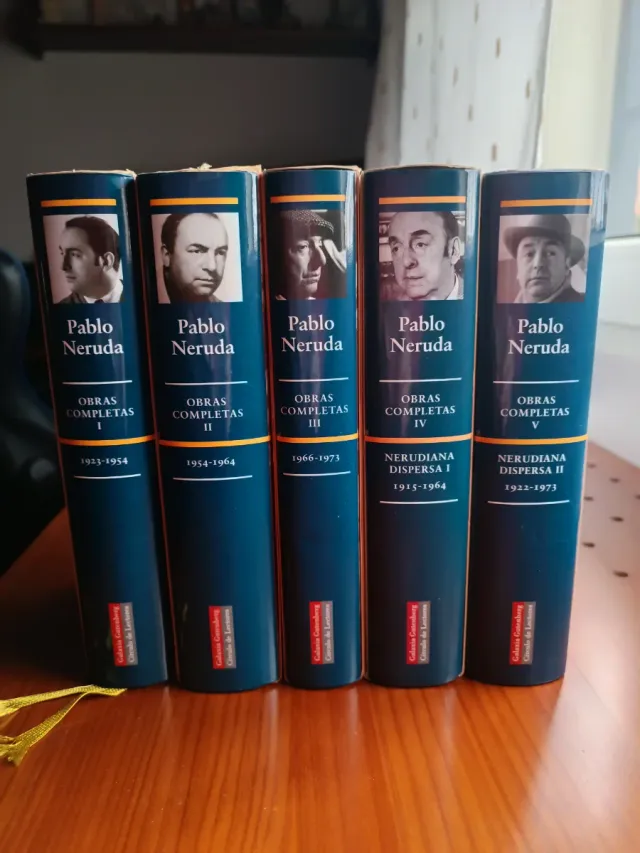 Pablo
Neruda
OBRAS
COMPLETAS
I
1923-1954
Galaxia Gutenberg
Círculo de Lectores
Pablo
Neruda
OBRAS
COMPLETAS
II
1954-1964
Galaxia Gutenberg
Círculo de Lectores
Pablo
Neruda
OBRAS
COMPLETAS
III
1966-1973
Galaxia Gutenberg
Círculo de Lectores
Pablo
Neruda
OBRAS
COMPLETAS
IV
NERUDIANA
DISPERSA I
1915-1964
Galaxia Gutenberg
Círculo de Lectores
Pablo
Neruda
OBRAS
COMPLETAS
V
NERUDIANA
DISPERSA II
1922-1973
Galaxia Gutenberg
Círculo de Lectores